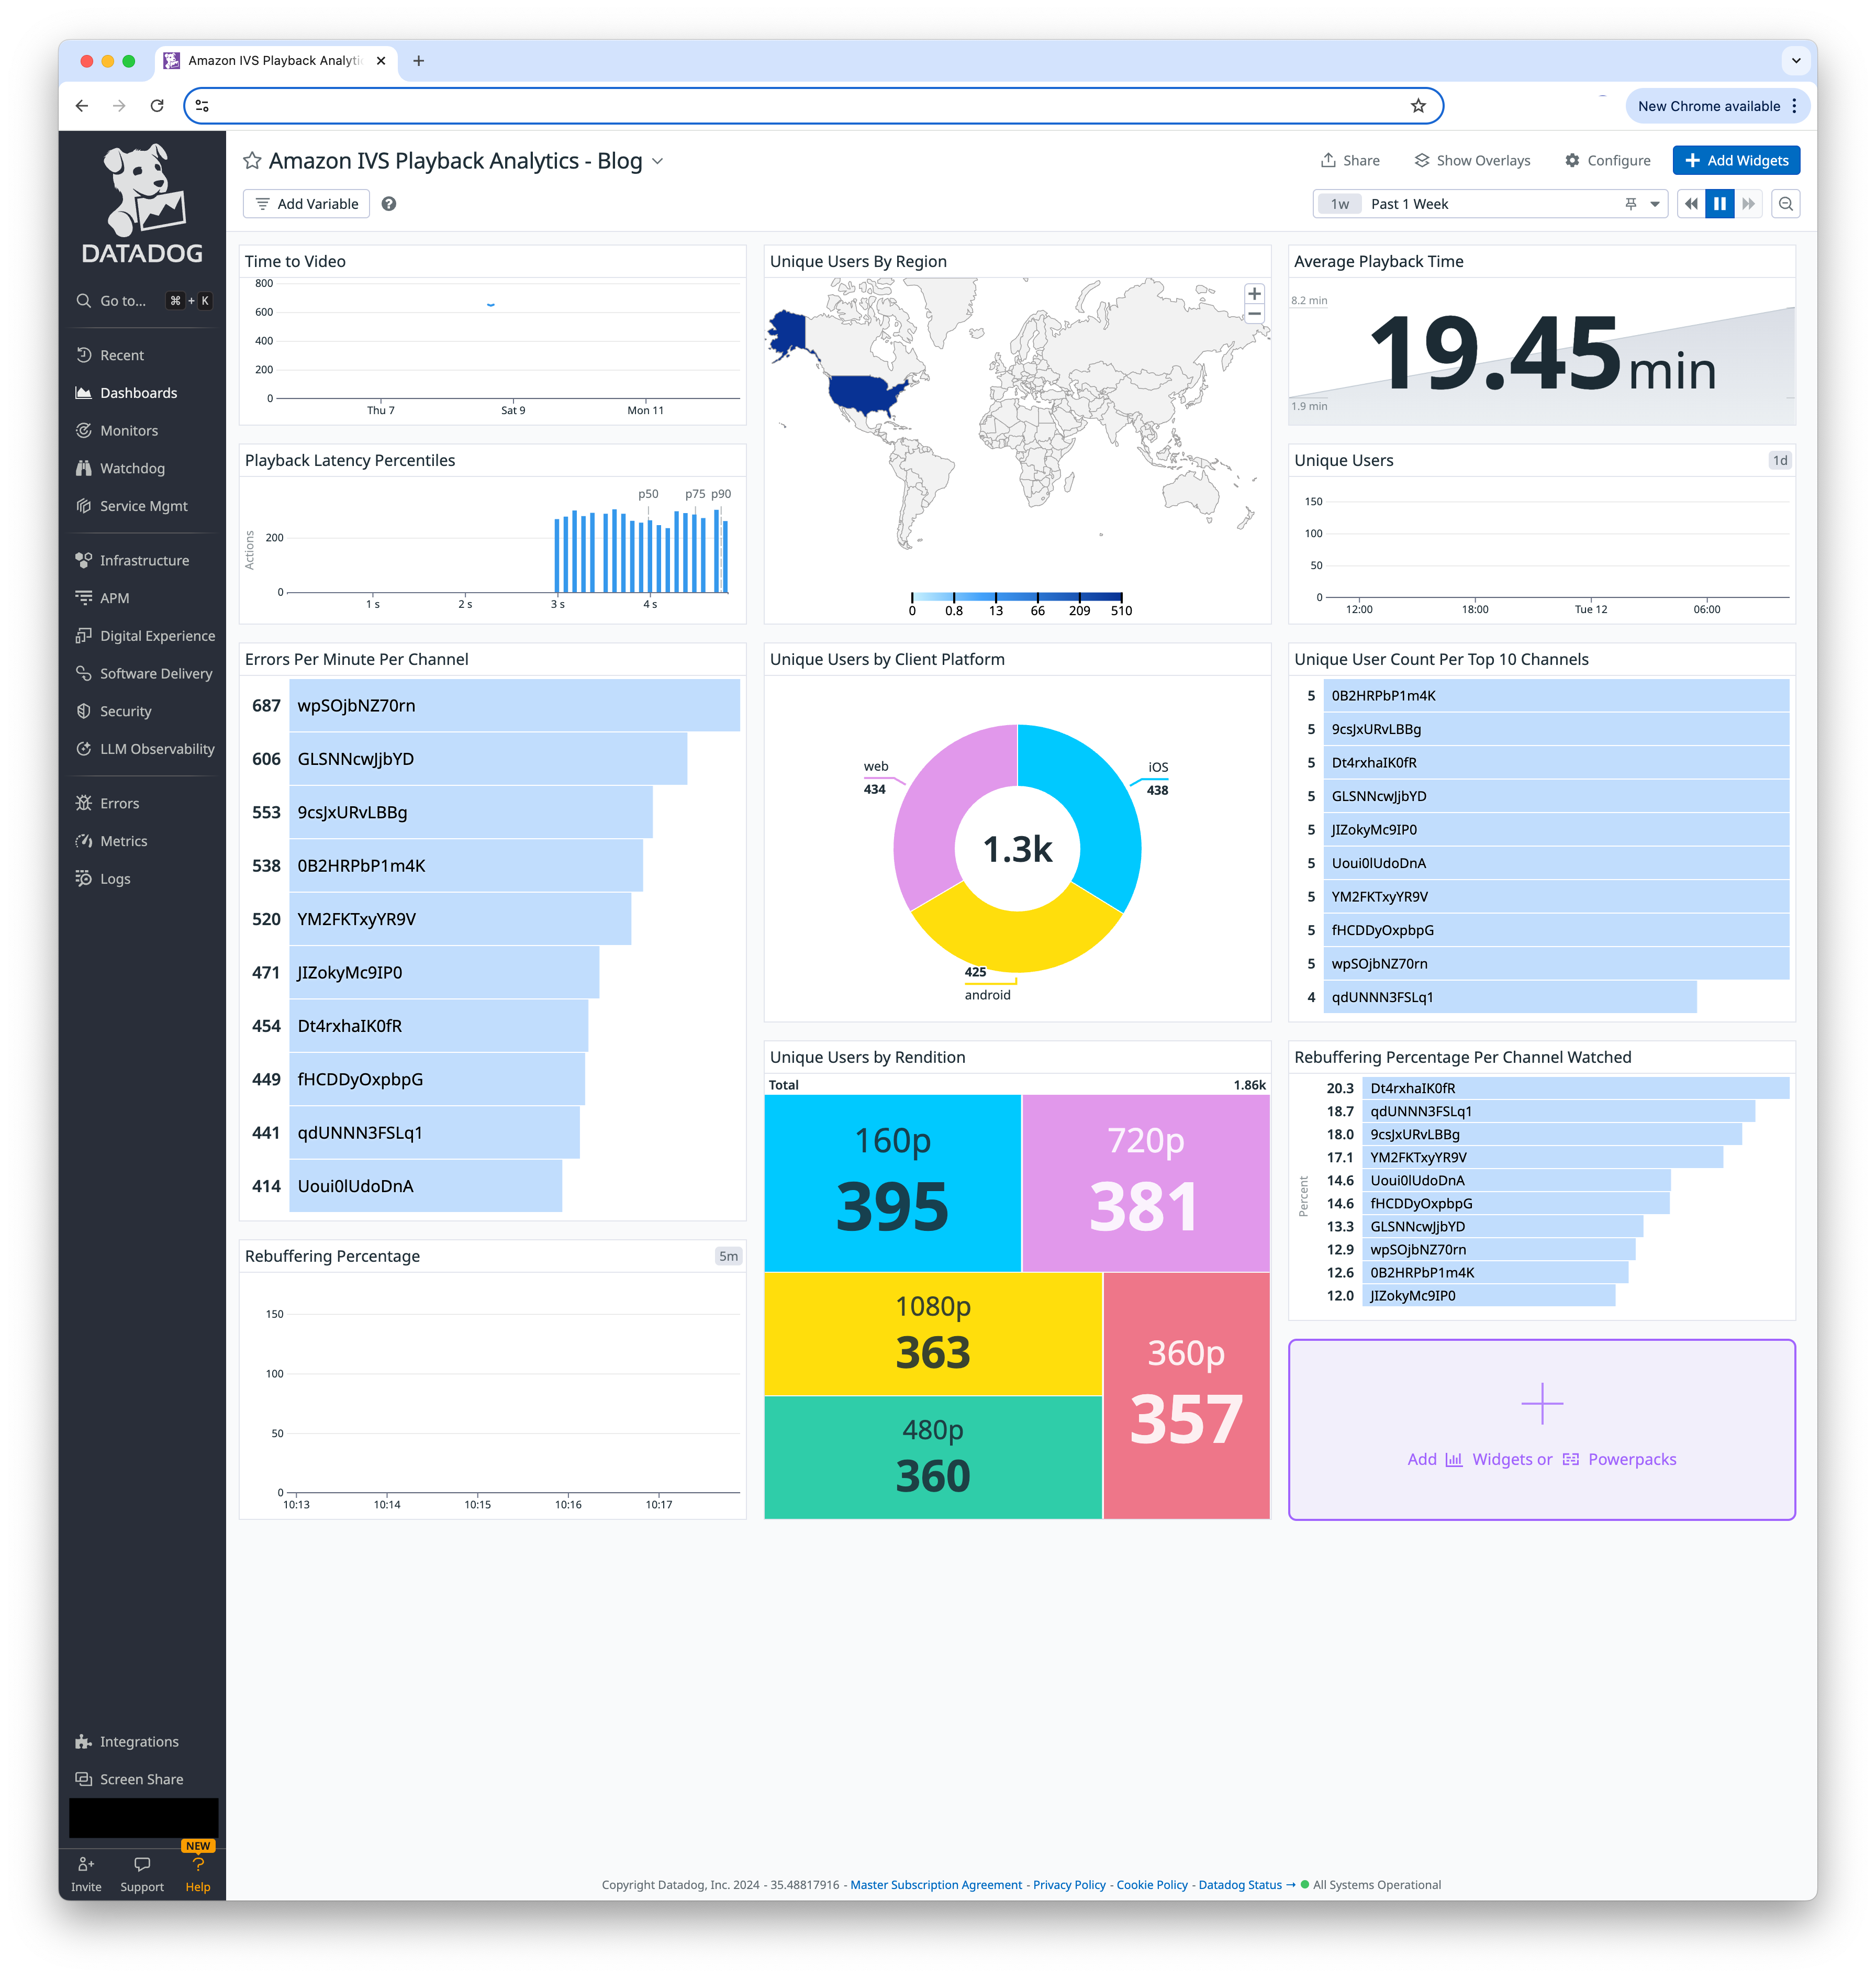 Amazon IVS Playback Analyti
New Chrome available
DATADOG
Go to... ⌘ + K
Recent
Dashboards
Monitors
Watchdog
Service Mgmt
Infrastructure
APM
Digital Experience
Software Delivery
Security
LLM Observability
Errors
Metrics
Logs
Integrations
Screen Share
NEW
Invite Support Help
Amazon IVS Playback Analytics - Blog
Share Show Overlays Configure Add Widgets
Add Variable
1w Past 1 Week
Time to Video
800
600
400
200
0
Thu 7 Sat 9 Mon 11
Playback Latency Percentiles
p50 p75 p90
Actions
200
0
1 s 2 s 3 s 4 s
Unique Users By Region
+
−
0 0.8 13 66 209 510
Average Playback Time
8.2 min
19.45 min
1.9 min
Unique Users 1d
150
100
50
0
12:00 18:00 Tue 12 06:00
Errors Per Minute Per Channel
687 wpSOjbNZ70rn
606 GLSNNcwJjbYD
553 9csJxURvLBBg
538 0B2HRPbP1m4K
520 YM2FKTxyYR9V
471 JIZokyMc9IP0
454 Dt4rxhaIK0fR
449 fHCDDyOxpbpG
441 qdUNNN3FSLq1
414 Uoui0lUdoDnA
Unique Users by Client Platform
web
434
iOS
438
1.3k
425
android
Unique User Count Per Top 10 Channels
5 0B2HRPbP1m4K
5 9csJxURvLBBg
5 Dt4rxhaIK0fR
5 GLSNNcwJjbYD
5 JIZokyMc9IP0
5 Uoui0lUdoDnA
5 YM2FKTxyYR9V
5 fHCDDyOxpbpG
5 wpSOjbNZ70rn
4 qdUNNN3FSLq1
Rebuffering Percentage 5m
150
100
50
0
10:13 10:14 10:15 10:16 10:17
Unique Users by Rendition
Total 1.86k
160p
395
720p
381
1080p
363
360p
357
480p
360
Rebuffering Percentage Per Channel Watched
Percent
20.3 Dt4rxhaIK0fR
18.7 qdUNNN3FSLq1
18.0 9csJxURvLBBg
17.1 YM2FKTxyYR9V
14.6 Uoui0lUdoDnA
14.6 fHCDDyOxpbpG
13.3 GLSNNcwJjbYD
12.9 wpSOjbNZ70rn
12.6 0B2HRPbP1m4K
12.0 JIZokyMc9IP0
Add Widgets or Powerpacks
Copyright Datadog, Inc. 2024 - 35.48817916 - Master Subscription Agreement - Privacy Policy - Cookie Policy - Datadog Status → All Systems Operational